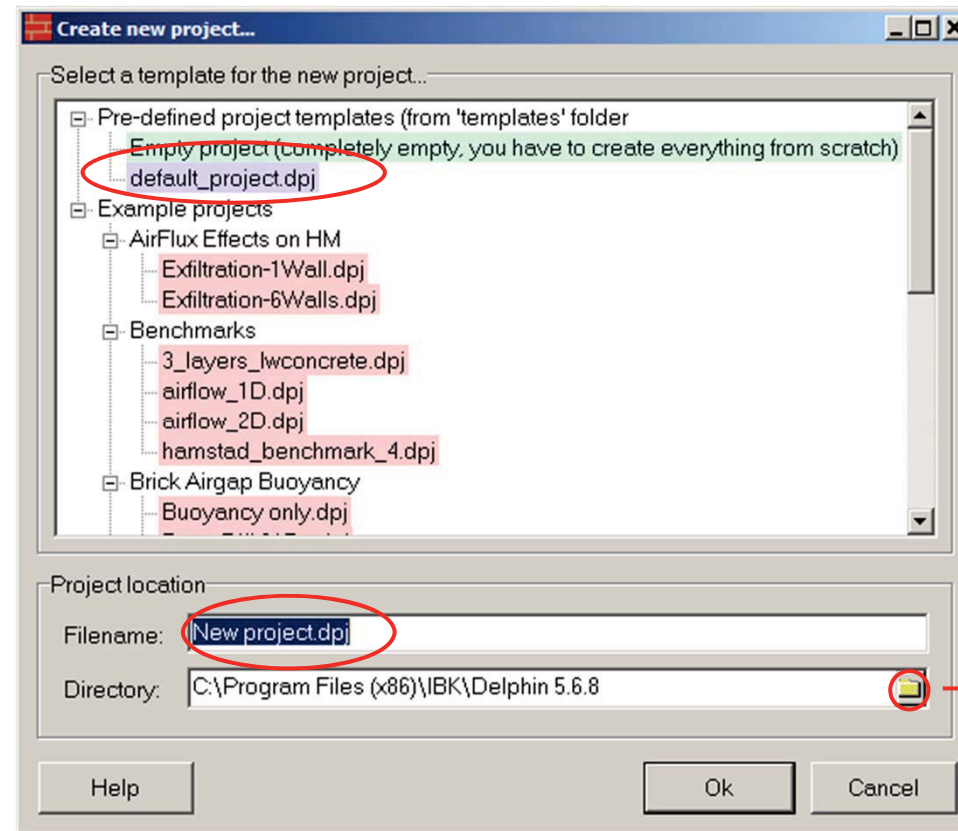 Create new project...
Select a template for the new project...
Pre-defined project templates (from 'templates' folder
Empty project (completely empty, you have to create everything from scratch)
default_project.dpj
Example projects
AirFlux Effects on HM
Exfiltration-1Wall.dpj
Exfiltration-6Walls.dpj
Benchmarks
3_layers_lwconcrete.dpj
airflow_1D.dpj
airflow_2D.dpj
hamstad_benchmark_4.dpj
Brick Airgap Buoyancy
Buoyancy only.dpj
Project location
Filename: New project.dpj
Directory: C:\Program Files (x86)\IBK\Delphin 5.6.8
Help Ok Cancel